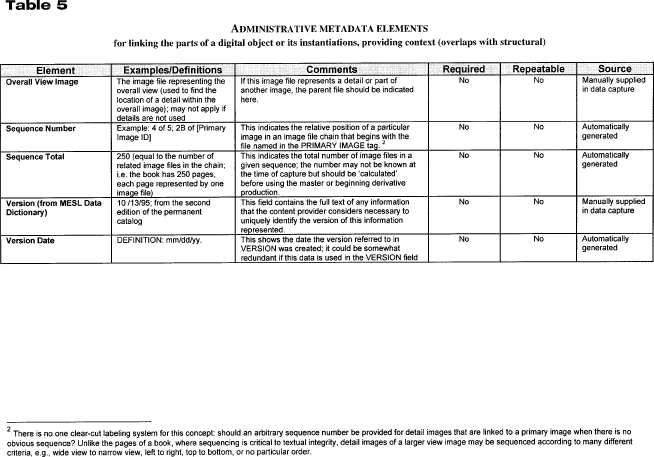 Table 5
ADMINISTRATIVE METADATA ELEMENTS
for linking the parts of a digital object or its instantiations, providing context (overlaps with structural)
Element Examples/Definitions Comments Required Repeatable Source
Overall View Image
The image file representing the
overall view (used to find the
location of a detail within the
overall image); may not apply if
details are not used
If this image file represents a detail or part of
another image, the parent file should be indicated
here.
No
No
Manually supplied
in data capture
Sequence Number
Example: 4 of 5; 2B of [Primary
Image ID]
This indicates the relative position of a particular
image in an image file chain that begins with the
file named in the PRIMARY IMAGE tag. 2
No
No
Automatically
generated
Sequence Total
250 (equal to the number of
related image files in the chain;
i.e. the book has 250 pages,
each page represented by one
image file)
This indicates the total number of image files in a
given sequence; the number may not be known at
the time of capture but should be 'calculated'
before using the master or beginning derivative
production.
No
No
Automatically
generated
Version (from MESL Data
Dictionary)
10 /13/95; from the second
edition of the permanent
catalog
This field contains the full text of any information
that the content provider considers necessary to
uniquely identify the version of this information
represented.
No
No
Manually supplied
in data capture
Version Date
DEFINITION: mm/dd/yy.
This shows the date the version referred to in
VERSION was created; it could be somewhat
redundant if this data is used in the VERSION field
No
No
Automatically
generated
2 There is no one clear-cut labeling system for this concept: should an arbitrary sequence number be provided for detail images that are linked to a primary image when there is no
obvious sequence? Unlike the pages of a book, where sequencing is critical to textual integrity, detail images of a larger view image may be sequenced according to many different
criteria, e.g., wide view to narrow view, left to right, top to bottom, or no particular order.